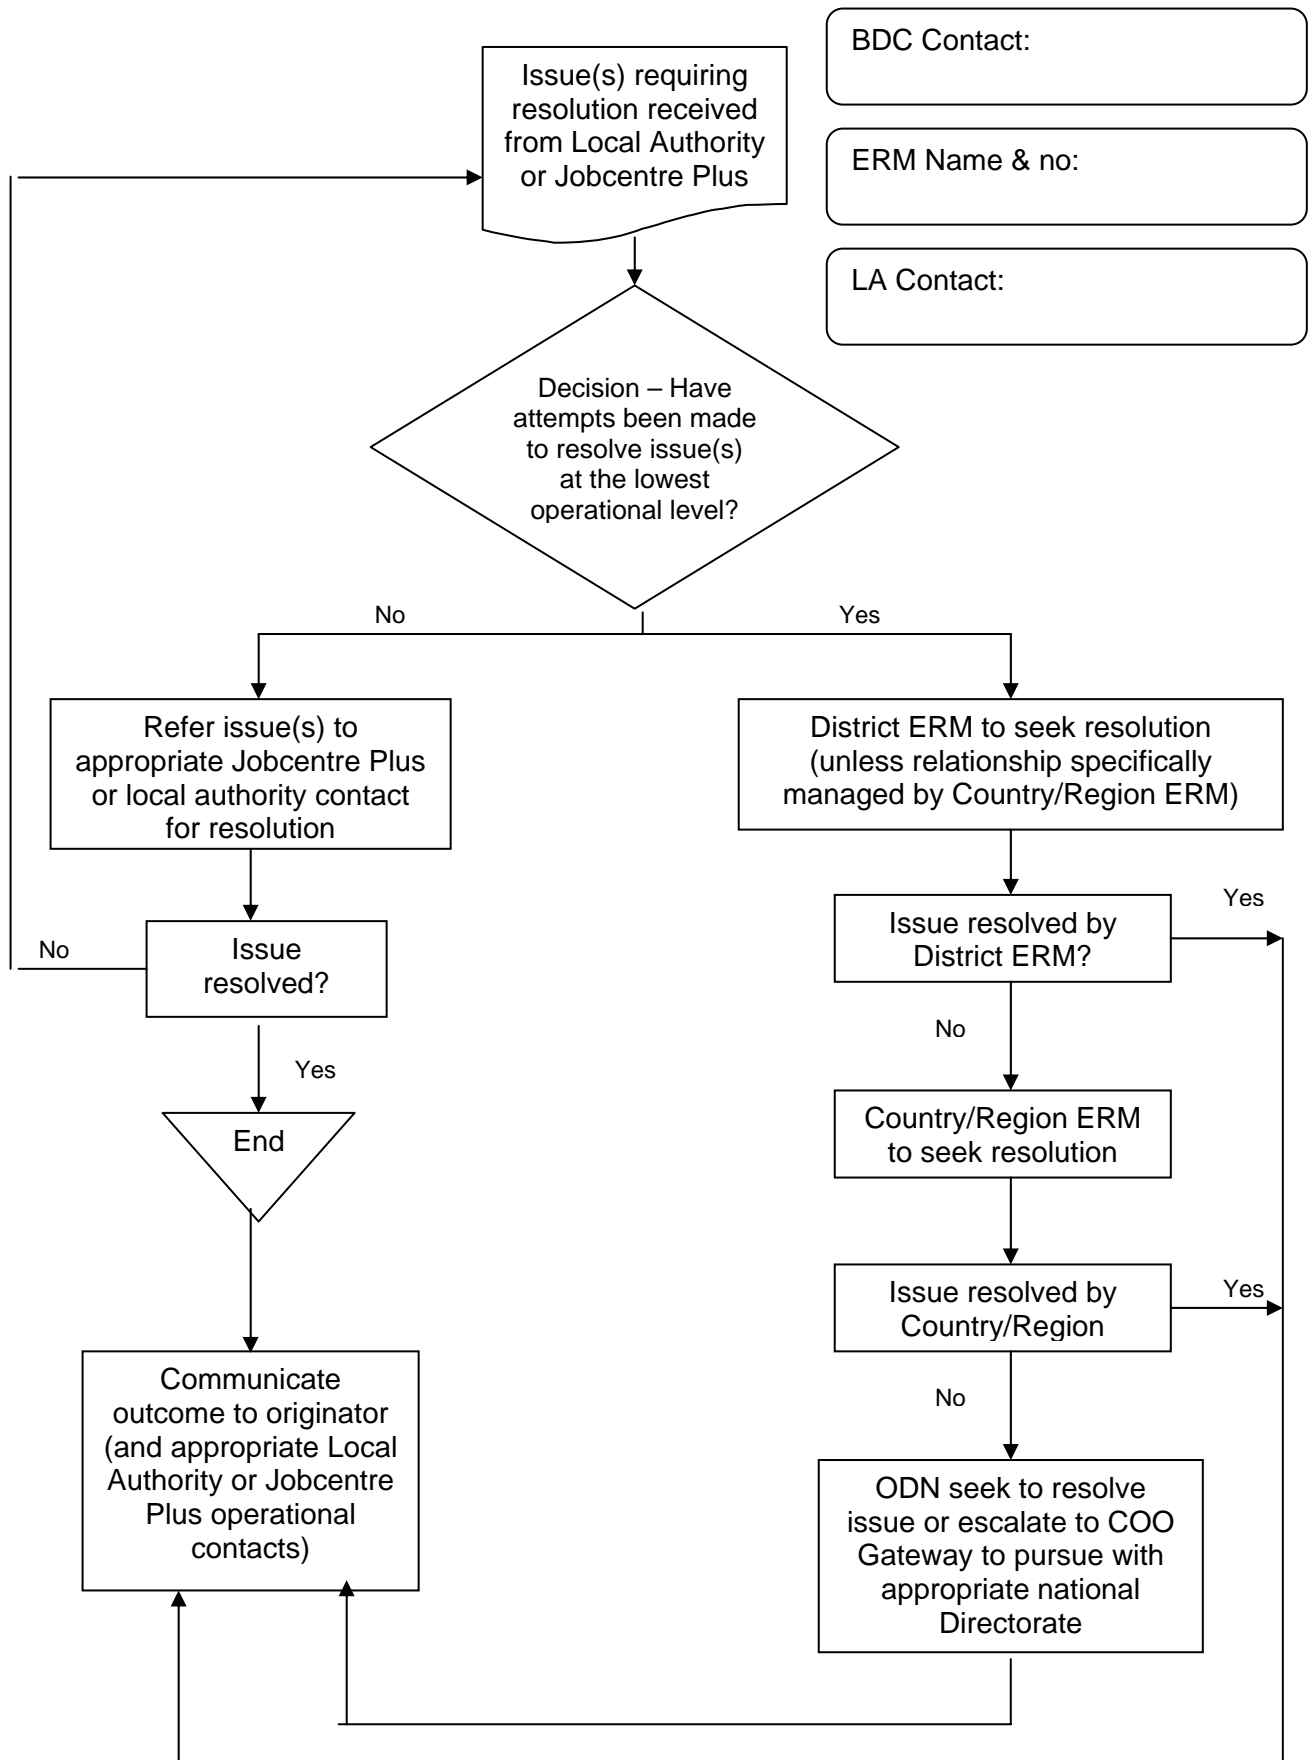 BDC Contact:
Issue(s) requiring
resolution received
from Local Authority
or Jobcentre Plus
ERM Name & no:
LA Contact:
Decision – Have
attempts been made
to resolve issue(s)
at the lowest
operational level?
No
Yes
Refer issue(s) to
appropriate Jobcentre Plus
or local authority contact
for resolution
District ERM to seek resolution
(unless relationship specifically
managed by Country/Region ERM)
Issue
resolved?
No
Yes
End
Issue resolved by
District ERM?
Yes
No
Country/Region ERM
to seek resolution
Issue resolved by
Country/Region
Yes
No
Communicate
outcome to originator
(and appropriate Local
Authority or Jobcentre
Plus operational
contacts)
ODN seek to resolve
issue or escalate to COO
Gateway to pursue with
appropriate national
Directorate